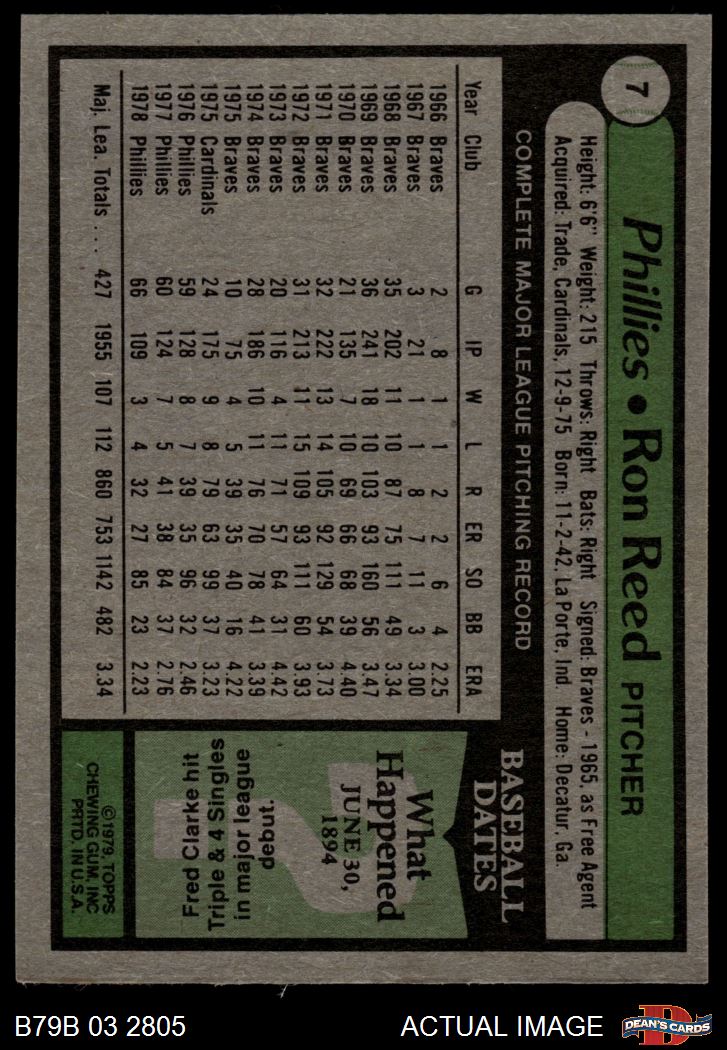 7
Phillies • Ron Reed PITCHER
Height: 6'6" Weight: 215 Throws: Right Bats: Right Signed: Braves - 1965, as Free Agent
Acquired: Trade, Cardinals, 12-9-75 Born: 11-2-42, La Porte, Ind. Home: Decatur, Ga.
COMPLETE MAJOR LEAGUE PITCHING RECORD
Year Club G IP W L R ER SO BB ERA
1966 Braves 2 8 1 1 2 2 6 4 2.25
1967 Braves 3 21 1 1 8 7 11 3 3.00
1968 Braves 35 202 11 10 87 75 111 49 3.34
1969 Braves 36 241 18 10 103 93 160 56 3.47
1970 Braves 21 135 7 10 69 66 68 39 4.40
1971 Braves 32 222 13 14 105 92 129 54 3.73
1972 Braves 31 213 11 15 109 93 111 60 3.93
1973 Braves 20 116 4 11 71 57 64 31 4.42
1974 Braves 28 186 10 11 76 70 78 41 3.39
1975 Braves 10 75 4 5 39 35 40 16 4.22
1975 Cardinals 24 175 9 8 79 63 99 37 3.23
1976 Phillies 59 128 8 7 39 35 96 32 2.46
1977 Phillies 60 124 7 5 41 38 84 37 2.76
1978 Phillies 66 109 3 4 32 27 85 23 2.23
Maj. Lea. Totals . . . 427 1955 107 112 860 753 1142 482 3.34
BASEBALL
DATES
What
Happened
JUNE 30,
1894
Fred Clarke hit
Triple & 4 Singles
in major league
debut.
© 1979, TOPPS
CHEWING GUM, INC
PRTD. IN U.S.A.
B79B 03 2805
ACTUAL IMAGE
D
DEAN'S CARDS